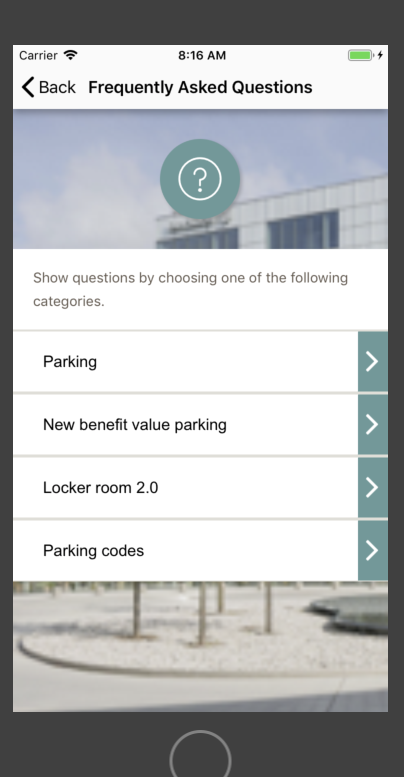 Carrier 8:16 AM
Back Frequently Asked Questions
?
Show questions by choosing one of the following
categories.
Parking
New benefit value parking
Locker room 2.0
Parking codes